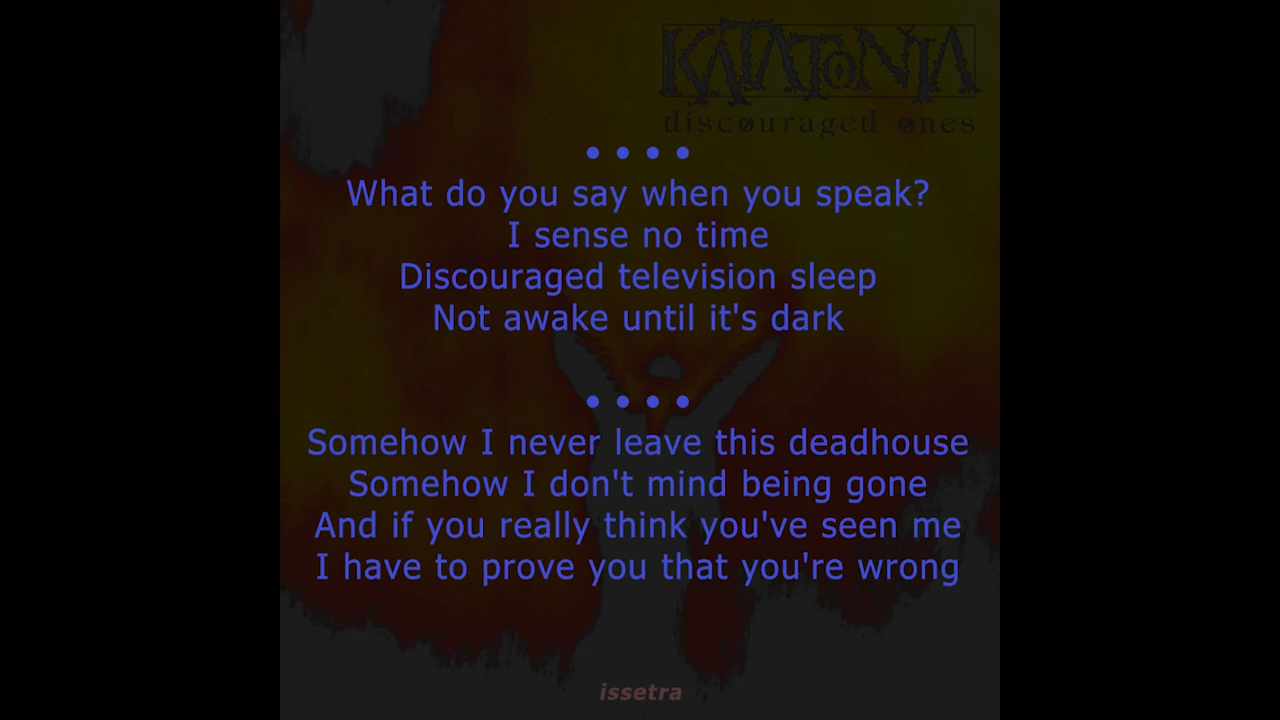 KATATONIA
discouraged ones
• • • •
What do you say when you speak?
I sense no time
Discouraged television sleep
Not awake until it's dark
• • • •
Somehow I never leave this deadhouse
Somehow I don't mind being gone
And if you really think you've seen me
I have to prove you that you're wrong
issetra